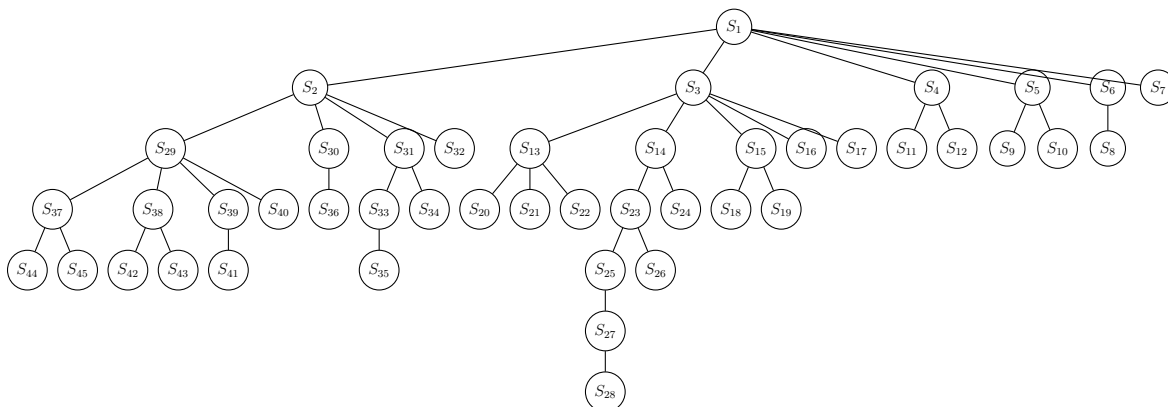 S₁
S₂ S₃ S₄ S₅ S₆ S₇
S₂₉ S₃₀ S₃₁ S₃₂ S₁₃ S₁₄ S₁₅ S₁₆ S₁₇ S₁₁ S₁₂ S₉ S₁₀ S₈
S₃₇ S₃₈ S₃₉ S₄₀ S₃₆ S₃₃ S₃₄ S₂₀ S₂₁ S₂₂ S₂₃ S₂₄ S₁₈ S₁₉
S₄₄ S₄₅ S₄₂ S₄₃ S₄₁ S₃₅ S₂₅ S₂₆
S₂₇
S₂₈